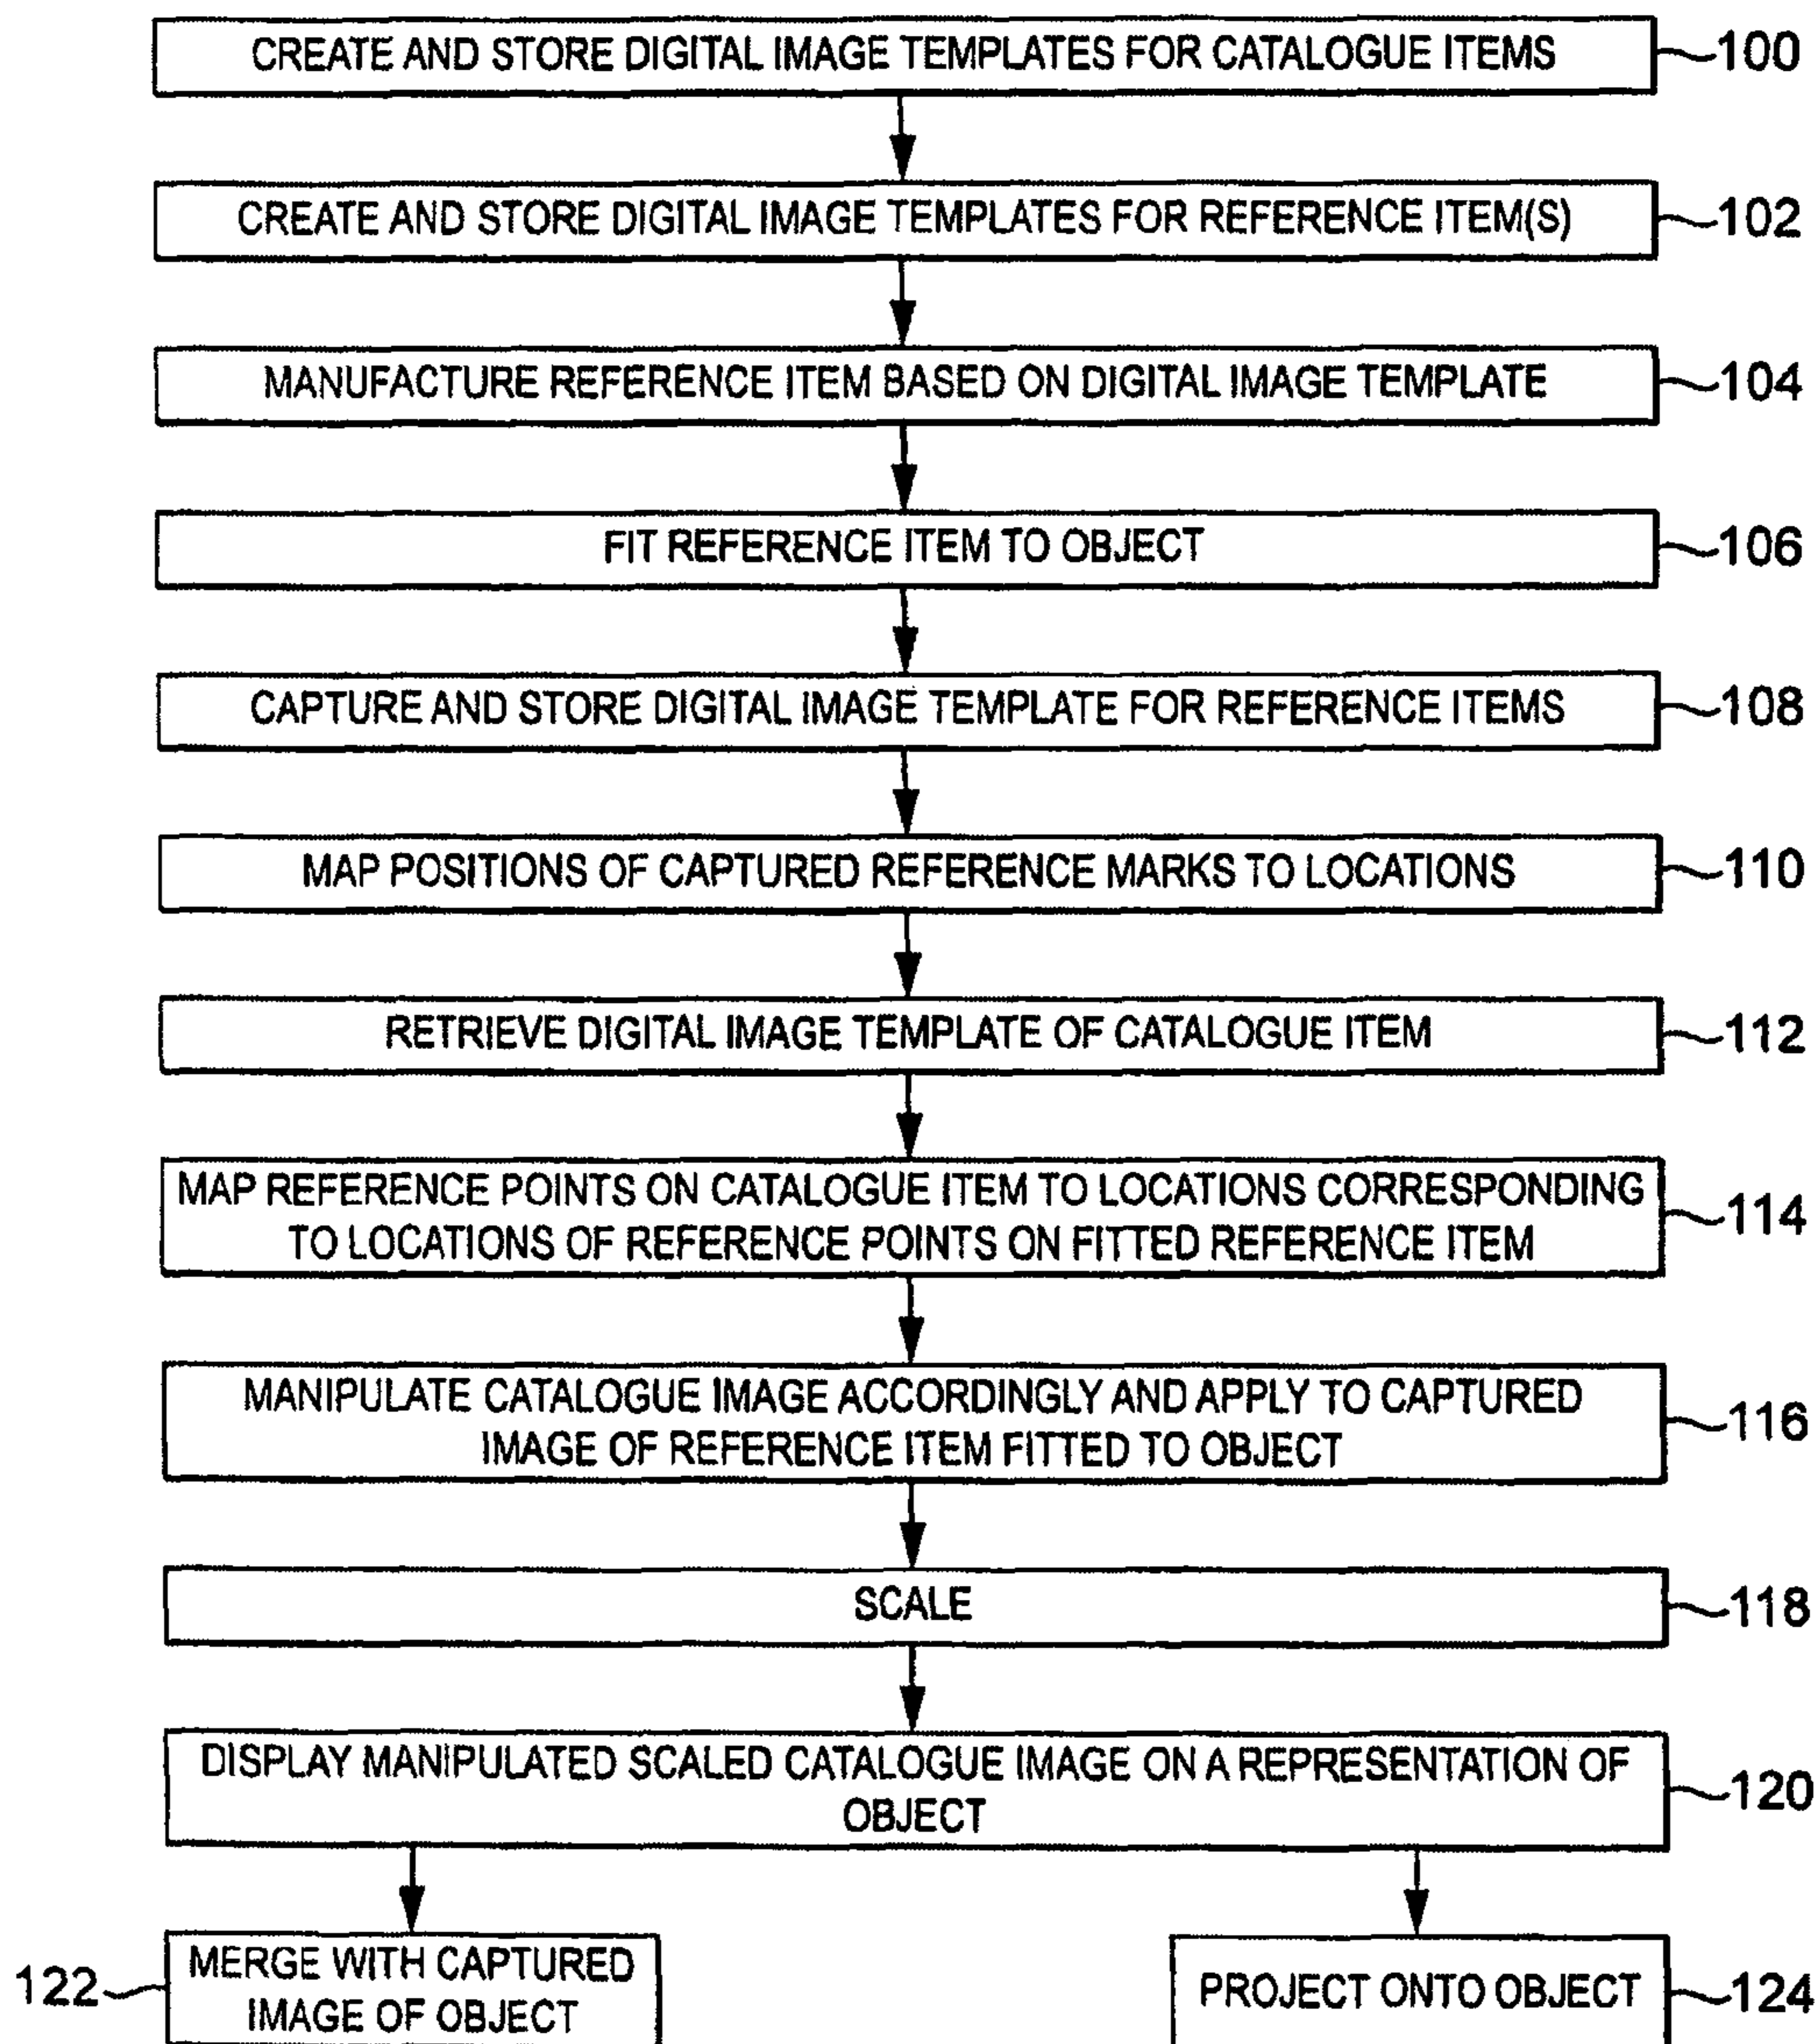 CREATE AND STORE DIGITAL IMAGE TEMPLATES FOR CATALOGUE ITEMS 100
CREATE AND STORE DIGITAL IMAGE TEMPLATES FOR REFERENCE ITEM(S) 102
MANUFACTURE REFERENCE ITEM BASED ON DIGITAL IMAGE TEMPLATE 104
FIT REFERENCE ITEM TO OBJECT 106
CAPTURE AND STORE DIGITAL IMAGE TEMPLATE FOR REFERENCE ITEMS 108
MAP POSITIONS OF CAPTURED REFERENCE MARKS TO LOCATIONS 110
RETRIEVE DIGITAL IMAGE TEMPLATE OF CATALOGUE ITEM 112
MAP REFERENCE POINTS ON CATALOGUE ITEM TO LOCATIONS CORRESPONDING
TO LOCATIONS OF REFERENCE POINTS ON FITTED REFERENCE ITEM
114
MANIPULATE CATALOGUE IMAGE ACCORDINGLY AND APPLY TO CAPTURED
IMAGE OF REFERENCE ITEM FITTED TO OBJECT
116
SCALE 118
DISPLAY MANIPULATED SCALED CATALOGUE IMAGE ON A REPRESENTATION OF
OBJECT
120
122
MERGE WITH CAPTURED
IMAGE OF OBJECT
PROJECT ONTO OBJECT 124